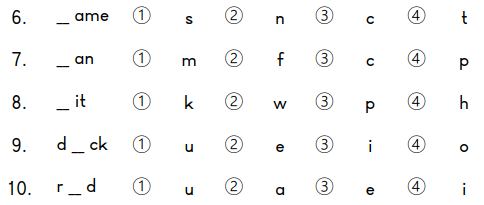 6. _ ame ① s ② n ③ c ④ t
7. _ an ① m ② f ③ c ④ p
8. _ it ① k ② w ③ p ④ h
9. d _ ck ① u ② e ③ i ④ o
10. r _ d ① u ② a ③ e ④ i